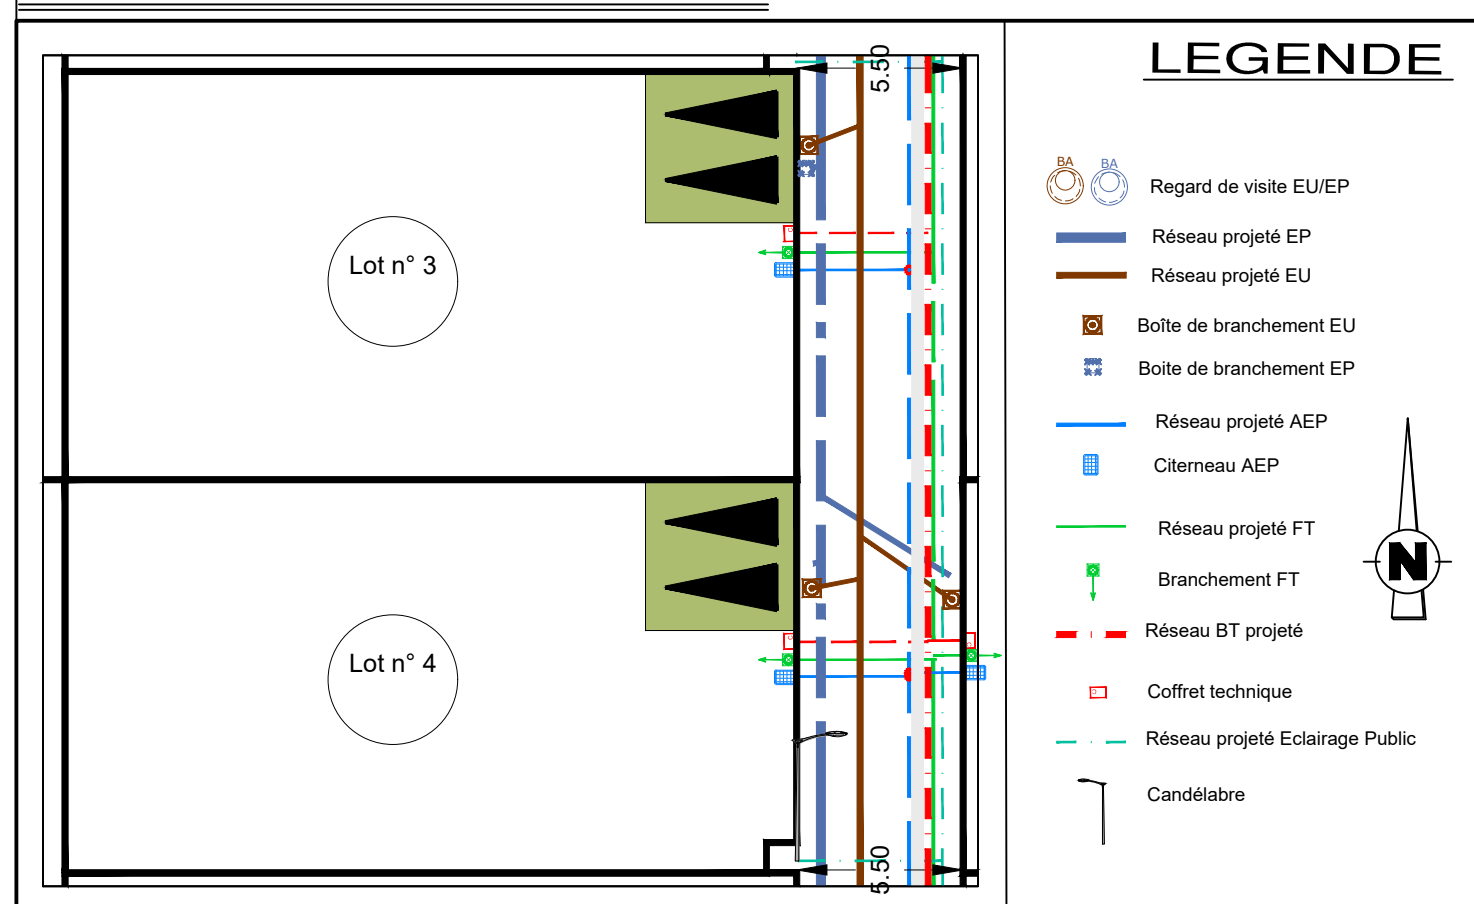 5.50
LEGENDE
BA BA
Regard de visite EU/EP
Réseau projeté EP
Réseau projeté EU
Boîte de branchement EU
Boite de branchement EP
Réseau projeté AEP
Citerneau AEP
Réseau projeté FT
Branchement FT
Réseau BT projeté
Coffret technique
Réseau projeté Eclairage Public
Candélabre
N
Lot n° 3
Lot n° 4
5.50